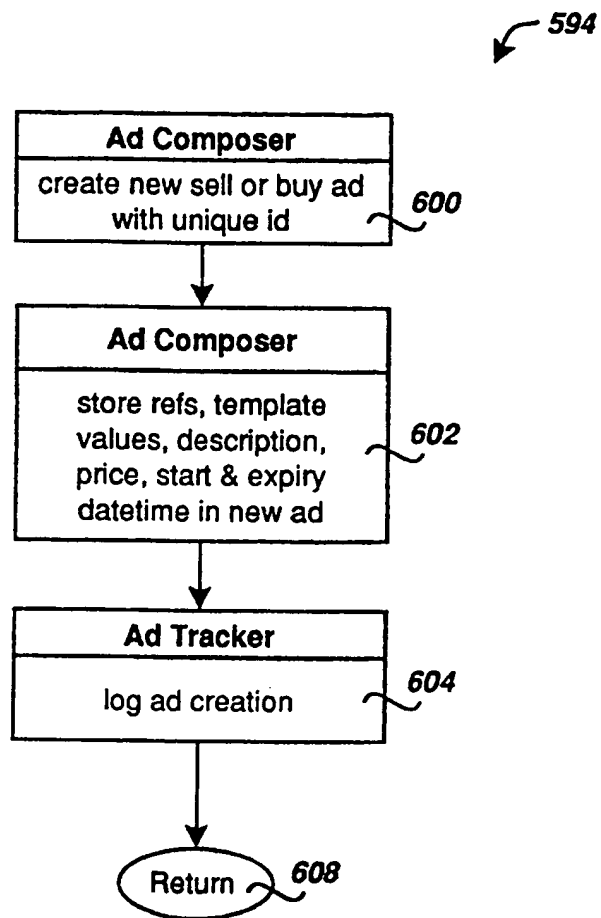 594
Ad Composer
create new sell or buy ad
with unique id
600
Ad Composer
store refs, template
values, description,
price, start & expiry
datetime in new ad
602
Ad Tracker
log ad creation
604
Return
608